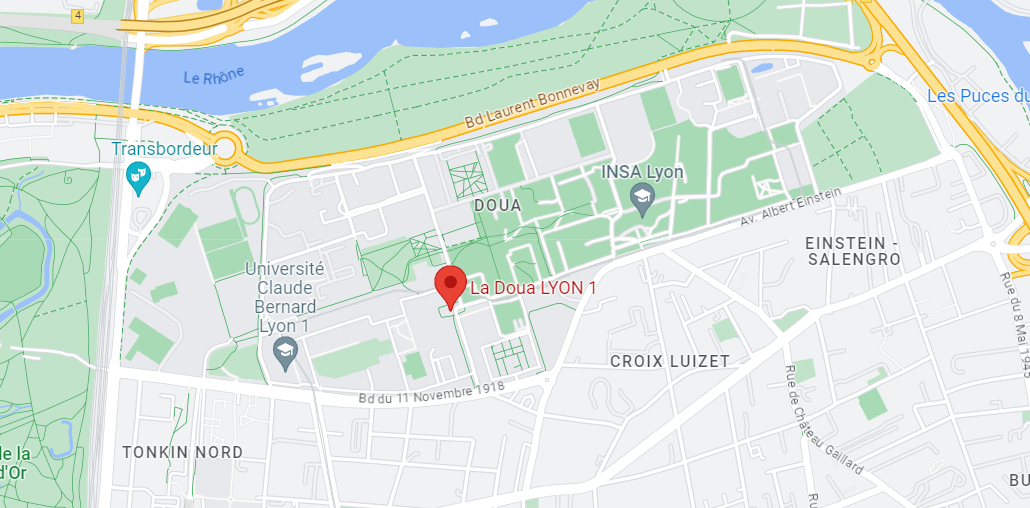 4
Le Rhône
Bd Laurent Bonnevay
Les Puces du
Transbordeur
INSA Lyon
DOUA
Av. Albert Einstein
EINSTEIN -
SALENGRO
Université
Claude
Bernard
Lyon 1
La Doua LYON 1
Rue du 8 Mai 1945
CROIX LUIZET
Bd du 11 Novembre 1918
Rue de Château Gaillard
TONKIN NORD
de la
d'Or
BU
Rue